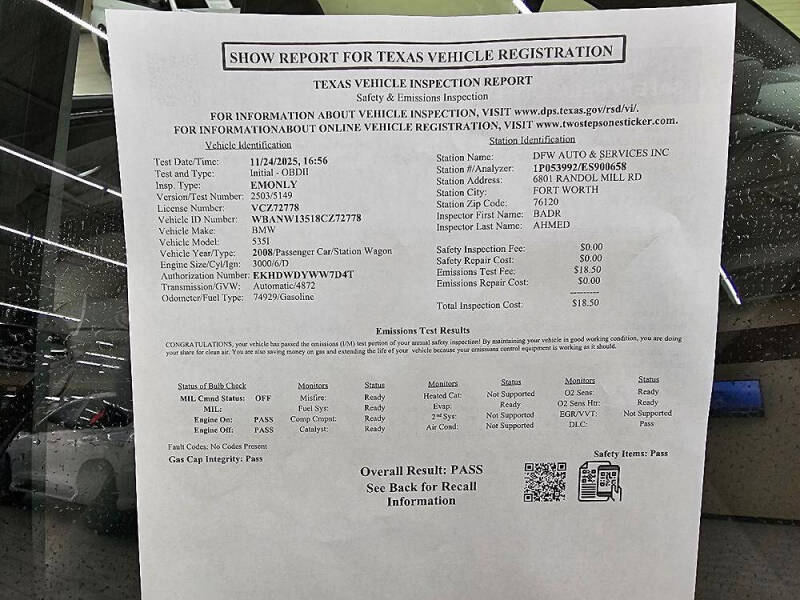 SHOW REPORT FOR TEXAS VEHICLE REGISTRATION
TEXAS VEHICLE INSPECTION REPORT
Safety & Emissions Inspection
FOR INFORMATION ABOUT VEHICLE INSPECTION, VISIT www.dps.texas.gov/rsd/vi/.
FOR INFORMATIONABOUT ONLINE VEHICLE REGISTRATION, VISIT www.twostepsonesticker.com.
Vehicle Identification
Test Date/Time: 11/24/2025, 16:56
Test and Type: Initial - OBDII
Insp. Type: EMONLY
Version/Test Number: 2503/5149
License Number: VCZ72778
Vehicle ID Number: WBANW13518CZ72778
Vehicle Make: BMW
Vehicle Model: 535I
Vehicle Year/Type: 2008/Passenger Car/Station Wagon
Engine Size/Cyl/Ign: 3000/6/D
Authorization Number: EKHDWDYWW7D4T
Transmission/GVW: Automatic/4872
Odometer/Fuel Type: 74929/Gasoline
Station Identification
Station Name: DFW AUTO & SERVICES INC
Station #/Analyzer: 1P053992/ES900658
Station Address: 6801 RANDOL MILL RD
Station City: FORT WORTH
Station Zip Code: 76120
Inspector First Name: BADR
Inspector Last Name: AHMED
Safety Inspection Fee: $0.00
Safety Repair Cost: $0.00
Emissions Test Fee: $18.50
Emissions Repair Cost: $0.00
----------
Total Inspection Cost: $18.50
Emissions Test Results
CONGRATULATIONS, your vehicle has passed the emissions (I/M) test portion of your annual safety inspection! By maintaining your vehicle in good working condition, you are doing
your share for clean air. You are also saving money on gas and extending the life of your vehicle because your emissions control equipment is working as it should.
Status of Bulb Check Monitors Status Monitors Status Monitors Status
MIL Cmnd Status: OFF Misfire: Ready Heated Cat: Not Supported O2 Sens: Ready
MIL: Fuel Sys: Ready Evap: Ready O2 Sens Htr: Ready
Engine On: PASS Comp Cmpnt: Ready 2nd Sys: Not Supported EGR/VVT: Not Supported
Engine Off: PASS Catalyst: Ready Air Cond: Not Supported DLC: Pass
Fault Codes: No Codes Present
Gas Cap Integrity: Pass
Safety Items: Pass
Overall Result: PASS
See Back for Recall
Information